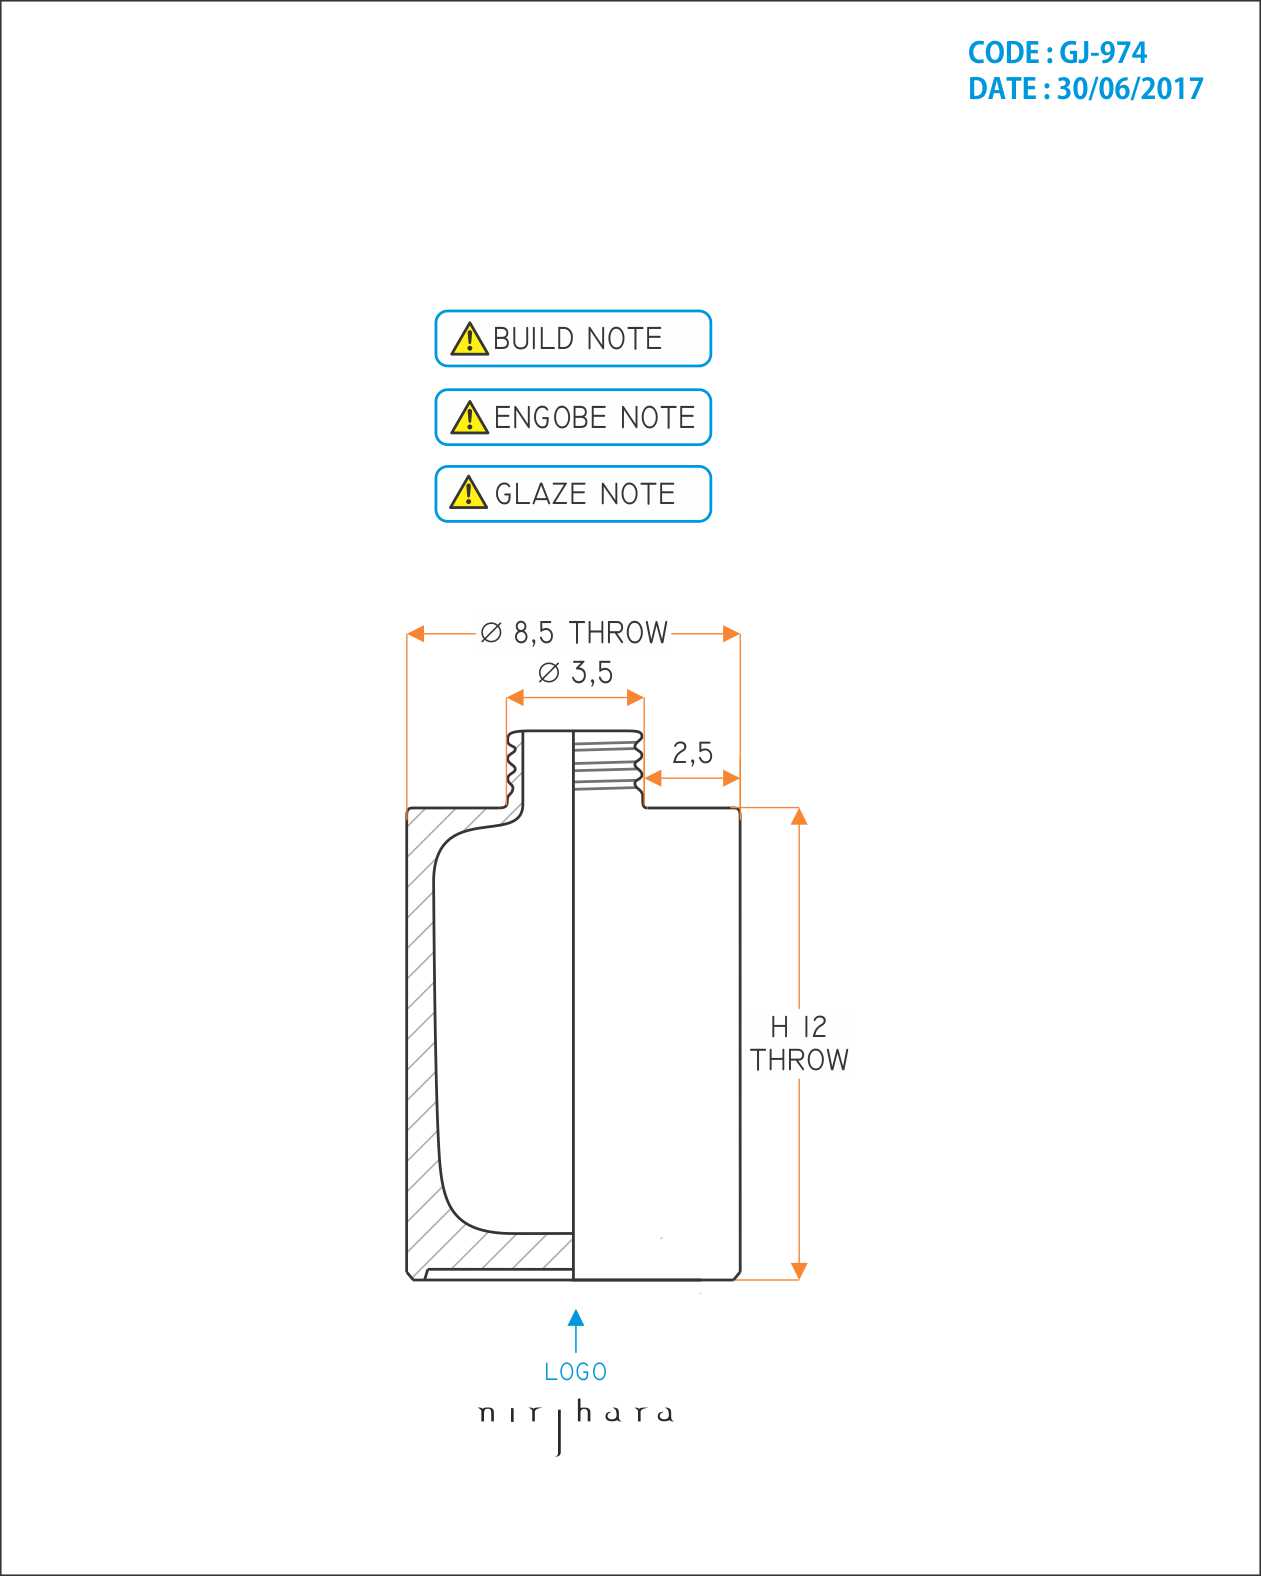 CODE : GJ-974
DATE : 30/06/2017
BUILD NOTE
ENGOBE NOTE
GLAZE NOTE
∅ 8,5 THROW
∅ 3,5
2,5
H 12
THROW
LOGO
nirjhara